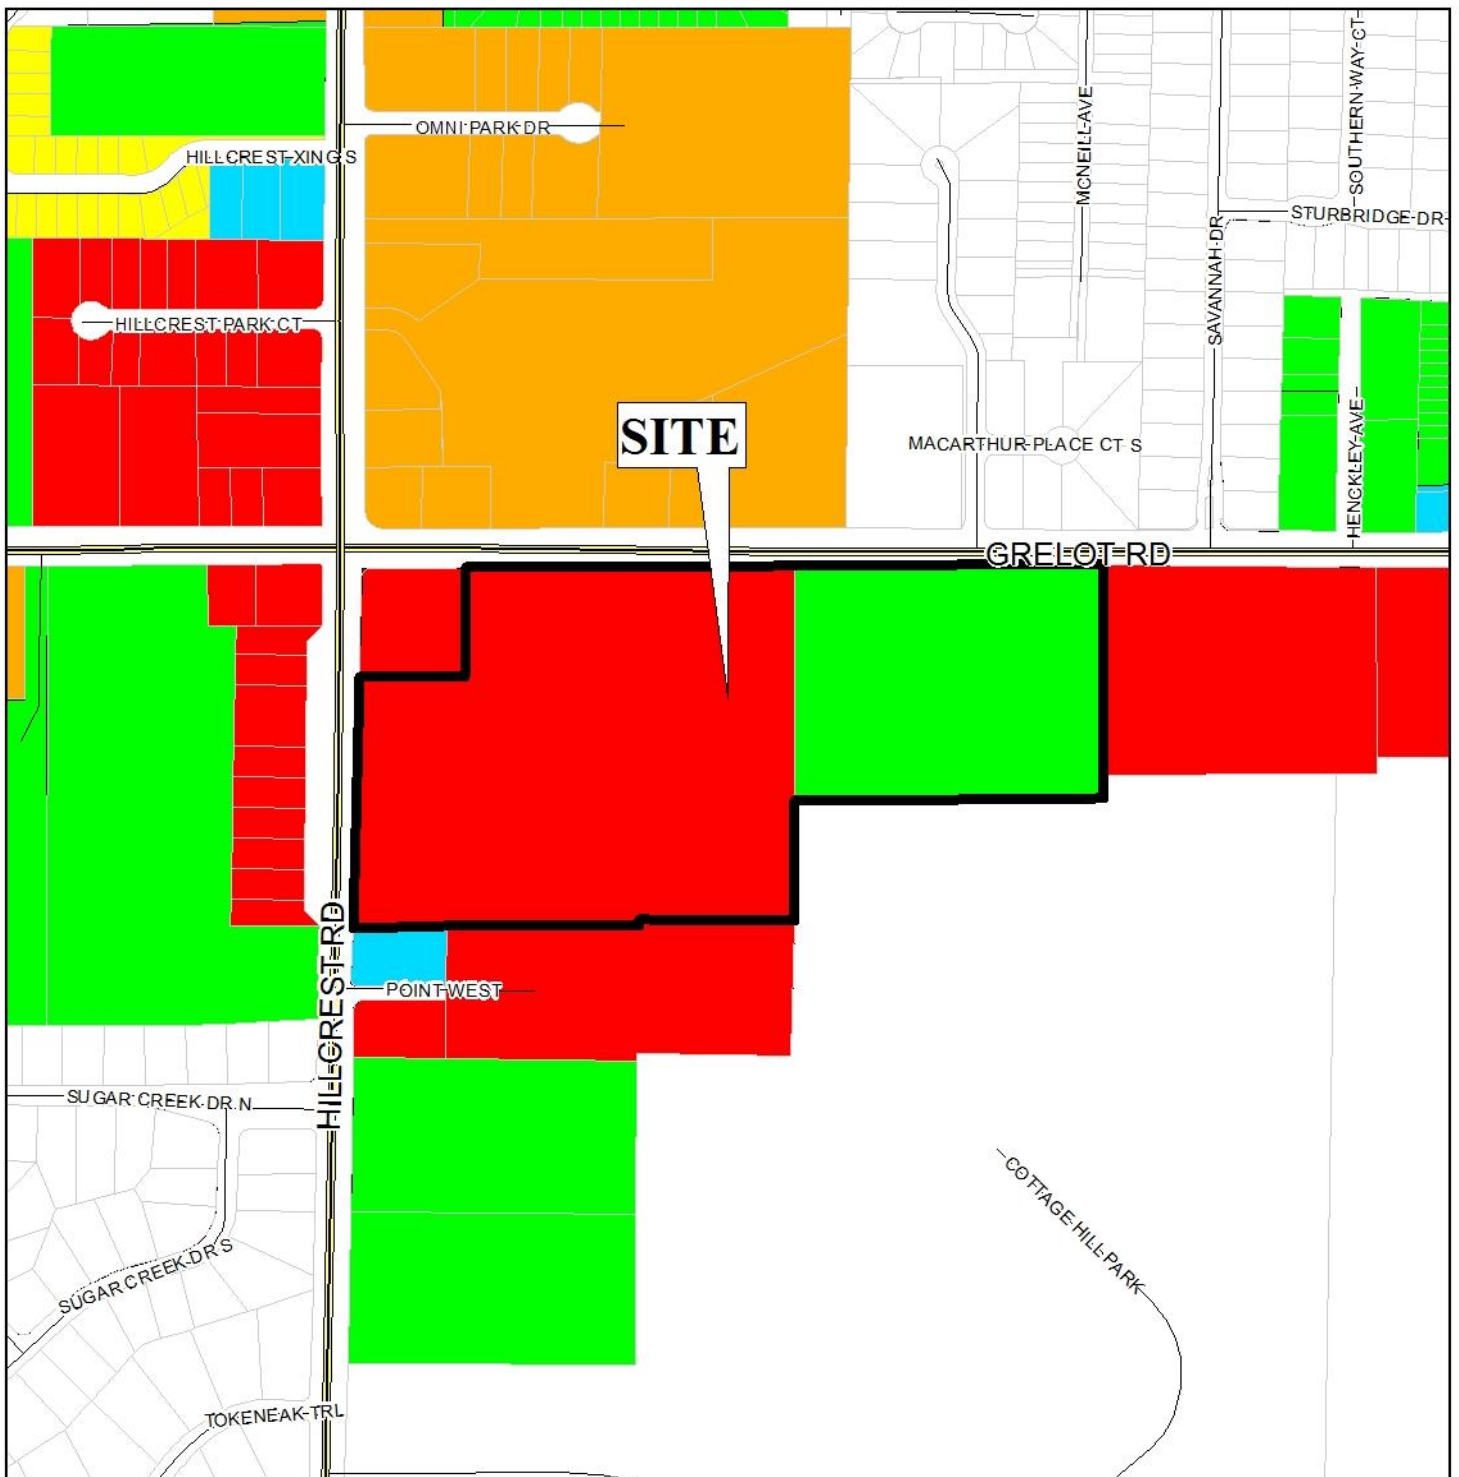 SOUTHERN-WAY-CT
MCNEILL-AVE
OMNI PARK DR
HILLCREST-XING S
STURBRIDGE-DR
SAVANNAH-DR
HILLCREST-PARK-CT
SITE
MACARTHUR-PLACE CT S
HENCKLEY-AVE
GRELOT RD
HILLCREST-RD
POINT-WEST
SUGAR CREEK-DR N
COTTAGE-HILL-PARK
SUGAR CREEK-DR S
TOKENEAK-TRL